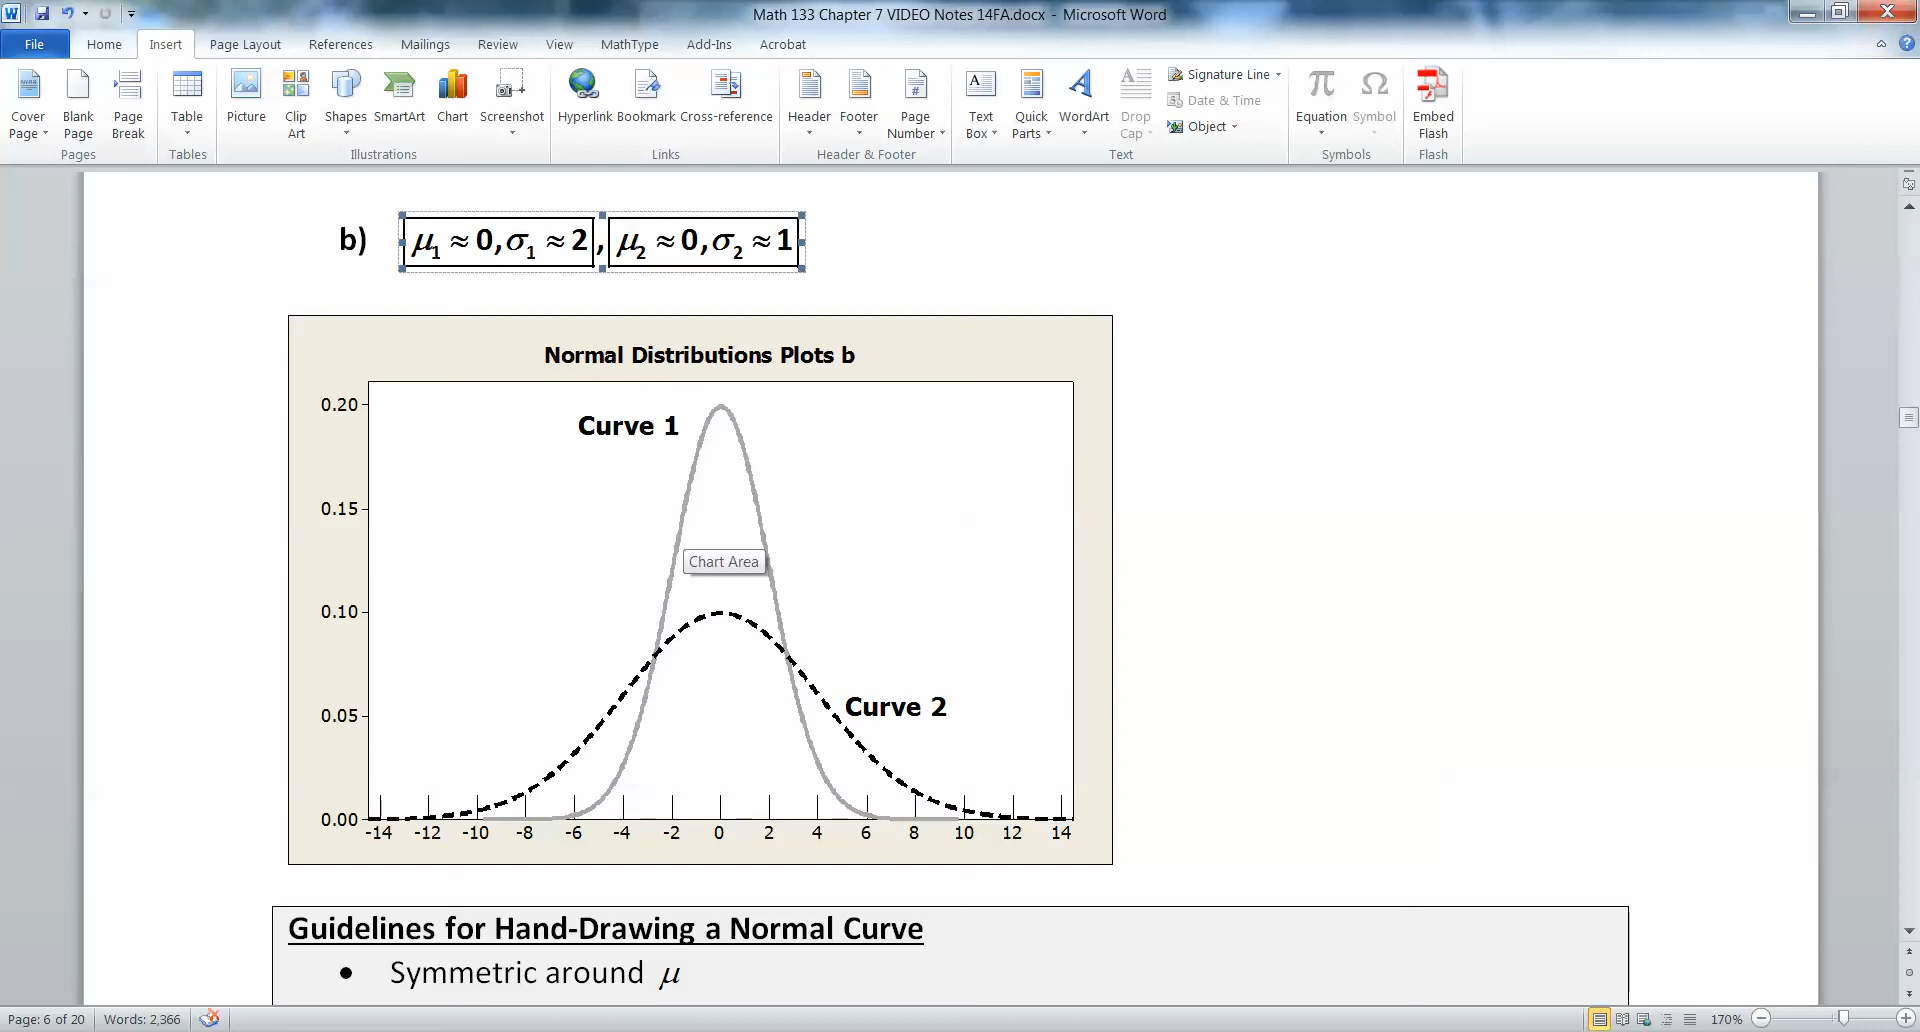 Math 133 Chapter 7 VIDEO Notes 14FA.docx - Microsoft Word
File Home Insert Page Layout References Mailings Review View MathType Add-Ins Acrobat
Cover Page Blank Page Page Break Table Picture Clip Art Shapes SmartArt Chart Screenshot Hyperlink Bookmark Cross-reference Header Footer Page Number Text Box Quick Parts WordArt Drop Cap Signature Line Date & Time Object Equation Symbol Embed Flash
Pages Tables Illustrations Links Header & Footer Text Symbols Flash
b) μ₁ ≈ 0, σ₁ ≈ 2, μ₂ ≈ 0, σ₂ ≈ 1
Normal Distributions Plots b
0.20
Curve 1
0.15
Chart Area
0.10
Curve 2
0.05
0.00
-14 -12 -10 -8 -6 -4 -2 0 2 4 6 8 10 12 14
Guidelines for Hand-Drawing a Normal Curve
• Symmetric around μ
Page: 6 of 20 Words: 2,366 170%